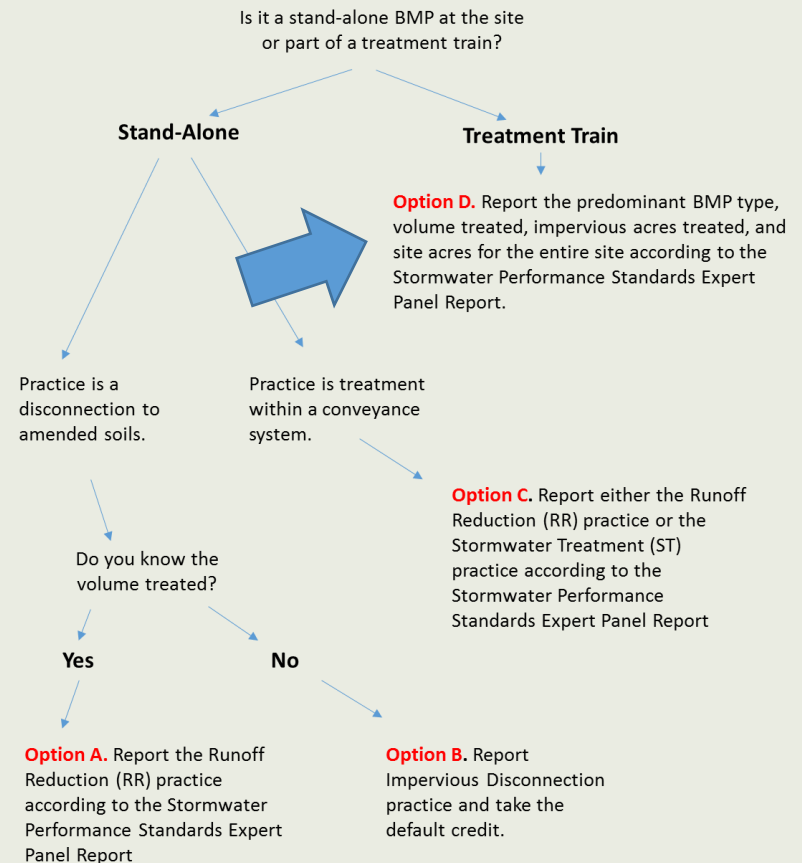 Is it a stand-alone BMP at the site
or part of a treatment train?
Stand-Alone
Treatment Train
Option D. Report the predominant BMP type,
volume treated, impervious acres treated, and
site acres for the entire site according to the
Stormwater Performance Standards Expert
Panel Report.
Practice is a
disconnection to
amended soils.
Practice is treatment
within a conveyance
system.
Option C. Report either the Runoff
Reduction (RR) practice or the
Stormwater Treatment (ST)
practice according to the
Stormwater Performance
Standards Expert Panel Report
Do you know the
volume treated?
Yes
No
Option A. Report the Runoff
Reduction (RR) practice
according to the Stormwater
Performance Standards Expert
Panel Report
Option B. Report
Impervious Disconnection
practice and take the
default credit.